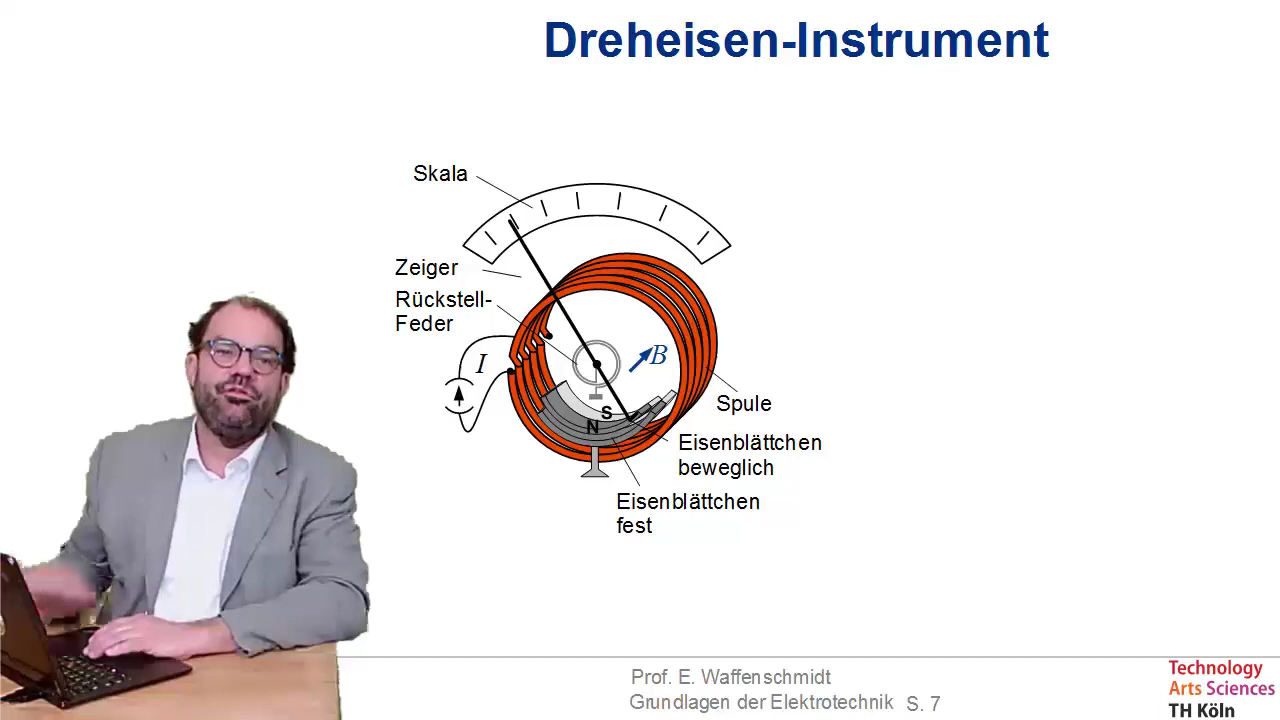 Dreheisen-Instrument
Skala
Zeiger
Rückstell-
Feder
I
B
S
N
Spule
Eisenblättchen
beweglich
Eisenblättchen
fest
Prof. E. Waffenschmidt
Grundlagen der Elektrotechnik S. 7
Technology
Arts Sciences
TH Köln